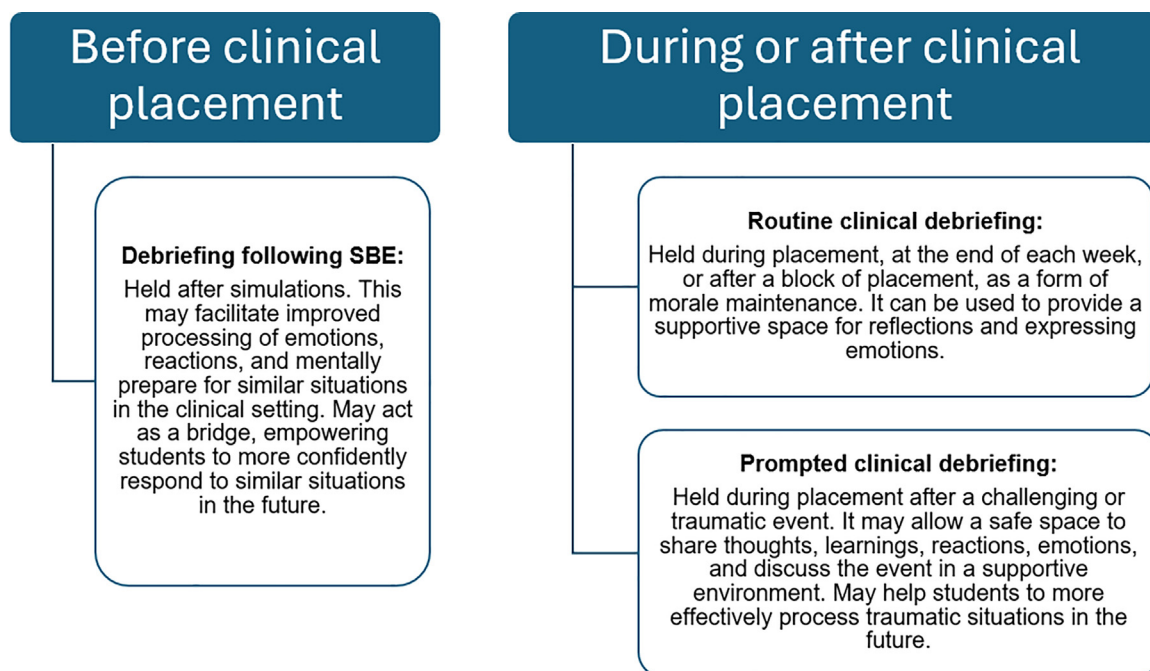 Before clinical
placement
Debriefing following SBE:
Held after simulations. This
may facilitate improved
processing of emotions,
reactions, and mentally
prepare for similar situations
in the clinical setting. May act
as a bridge, empowering
students to more confidently
respond to similar situations
in the future.
During or after clinical
placement
Routine clinical debriefing:
Held during placement, at the end of each week,
or after a block of placement, as a form of
morale maintenance. It can be used to provide a
supportive space for reflections and expressing
emotions.
Prompted clinical debriefing:
Held during placement after a challenging or
traumatic event. It may allow a safe space to
share thoughts, learnings, reactions, emotions,
and discuss the event in a supportive
environment. May help students to more
effectively process traumatic situations in the
future.